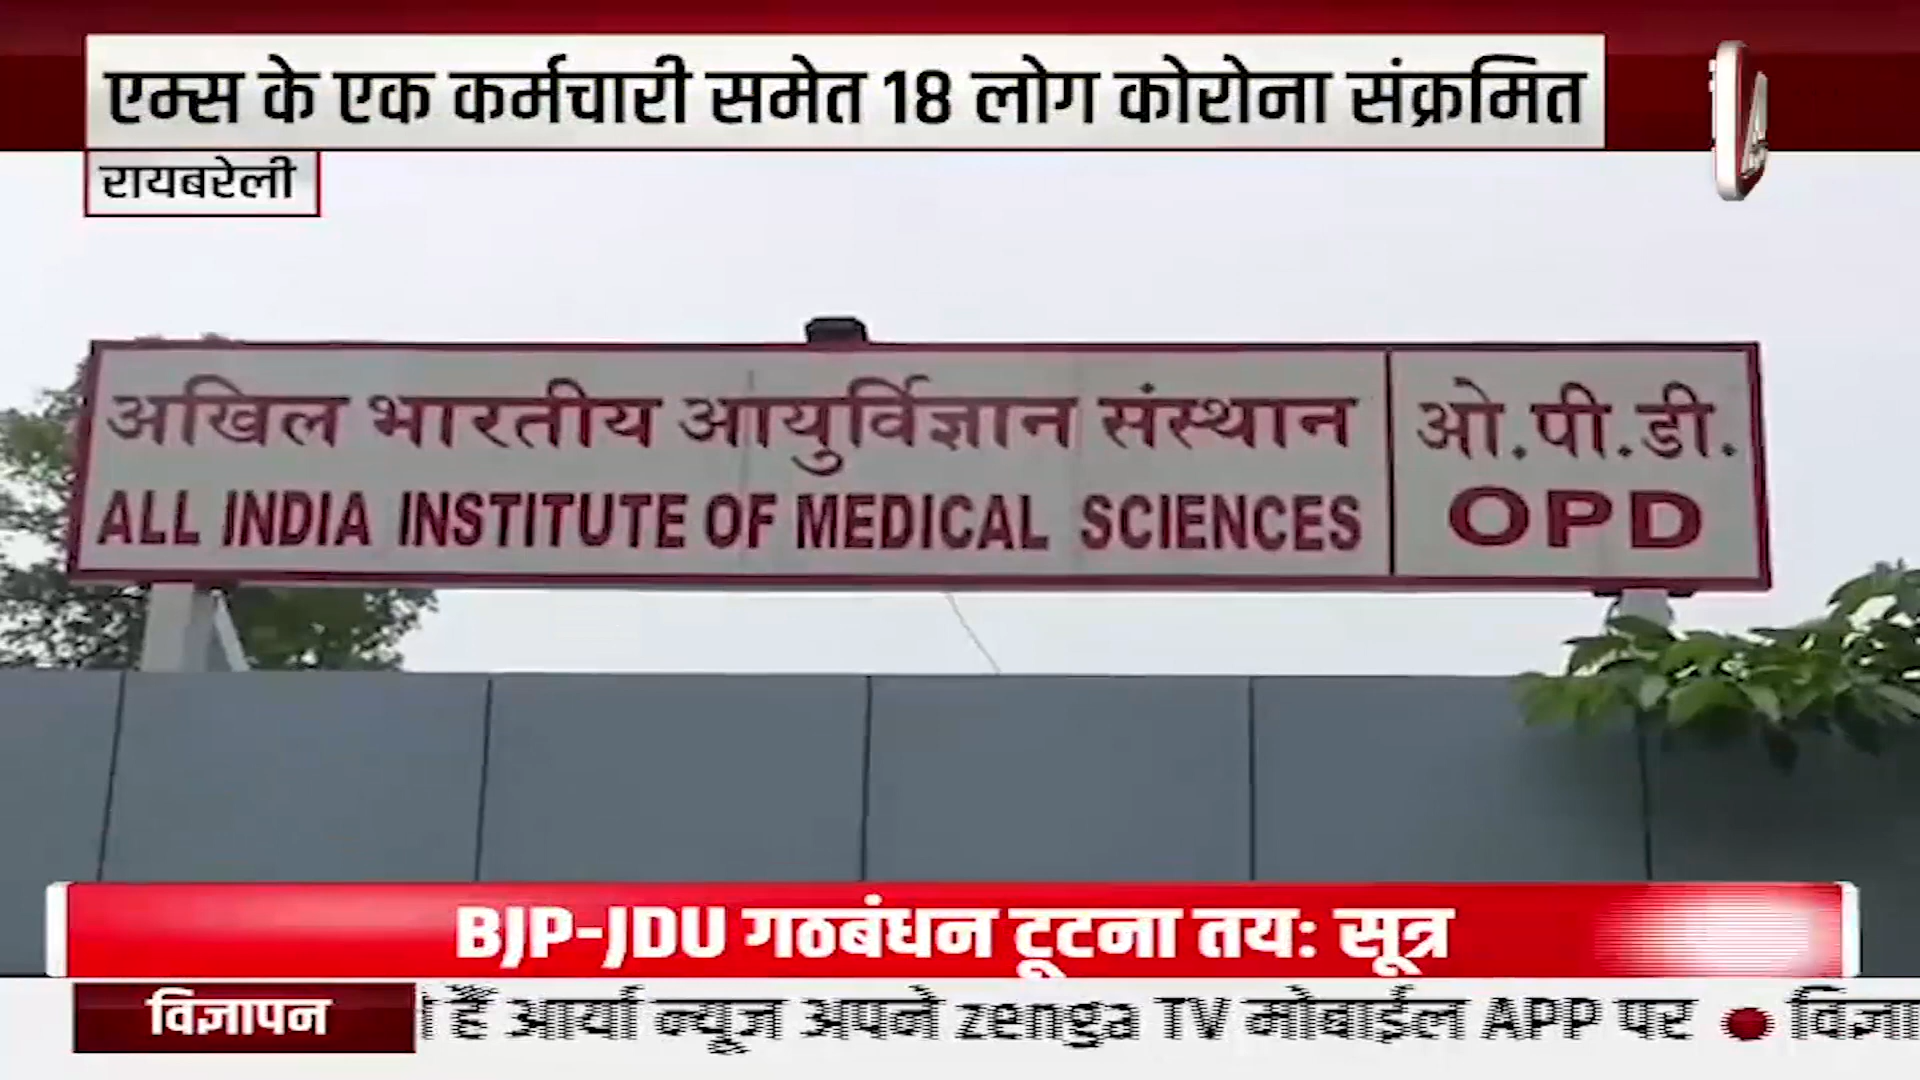 एम्स के एक कर्मचारी समेत 18 लोग कोरोना संक्रमित
रायबरेली
अखिल भारतीय आयुर्विज्ञान संस्थान
ALL INDIA INSTITUTE OF MEDICAL SCIENCES
ओ.पी.डी.
OPD
BJP-JDU गठबंधन टूटना तय: सूत्र
विज्ञापन
हैं आर्या न्यूज अपने zenga TV मोबाईल APP पर